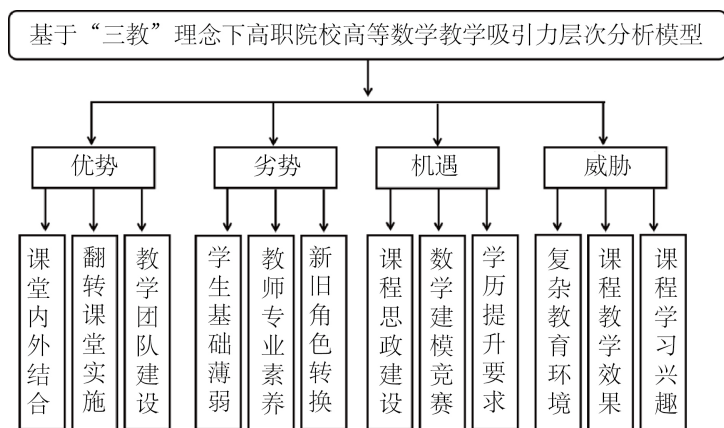 基于“三教”理念下高职院校高等数学教学吸引力层次分析模型
优势
劣势
机遇
威胁
课堂内外结合
翻转课堂实施
教学团队建设
学生基础薄弱
教师专业素养
新旧角色转换
课程思政建设
数学建模竞赛
学历提升要求
复杂教育环境
课程教学效果
课程学习兴趣